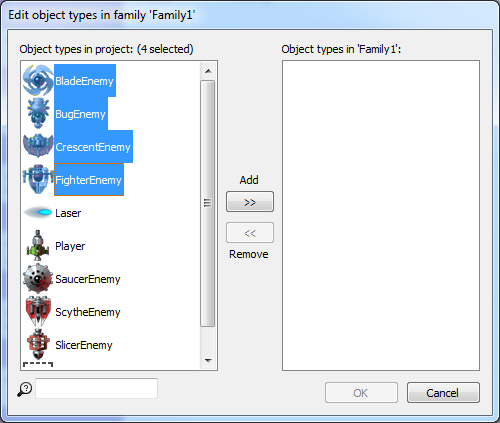 Edit object types in family 'Family1'
Object types in project: (4 selected)
Object types in 'Family1':
BladeEnemy
BugEnemy
CrescentEnemy
FighterEnemy
Laser
Player
SaucerEnemy
ScytheEnemy
SlicerEnemy
Add
>>
<<
Remove
OK
Cancel